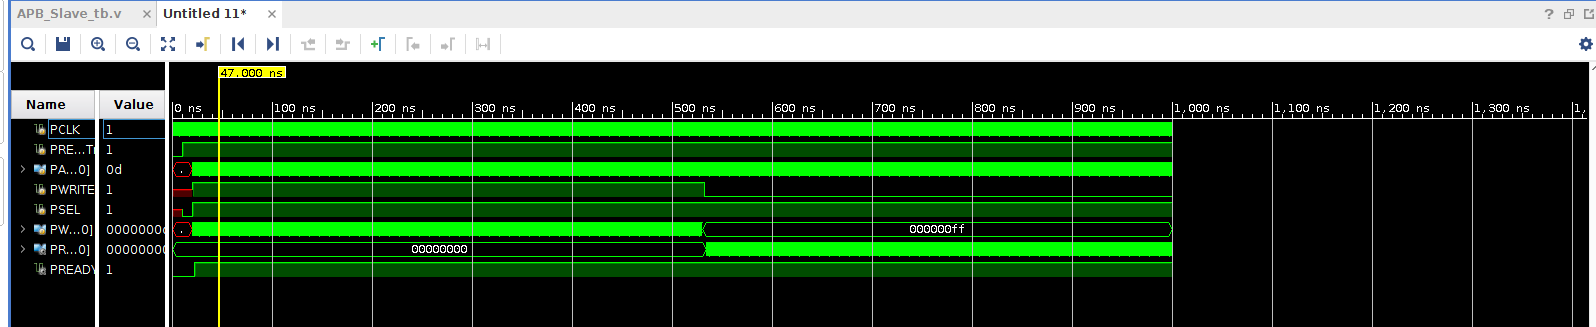 APB_Slave_tb.v × Untitled 11* × ?
47.000 ns
Name Value
0 ns 100 ns 200 ns 300 ns 400 ns 500 ns 600 ns 700 ns 800 ns 900 ns 1,000 ns 1,100 ns 1,200 ns 1,300 ns 1,
PCLK 1
PRE...T 1
PA...0] 0d
PWRITE 1
PSEL 1
PW...0] 0000000 000000ff
PR...0] 00000000 00000000
PREADY 1